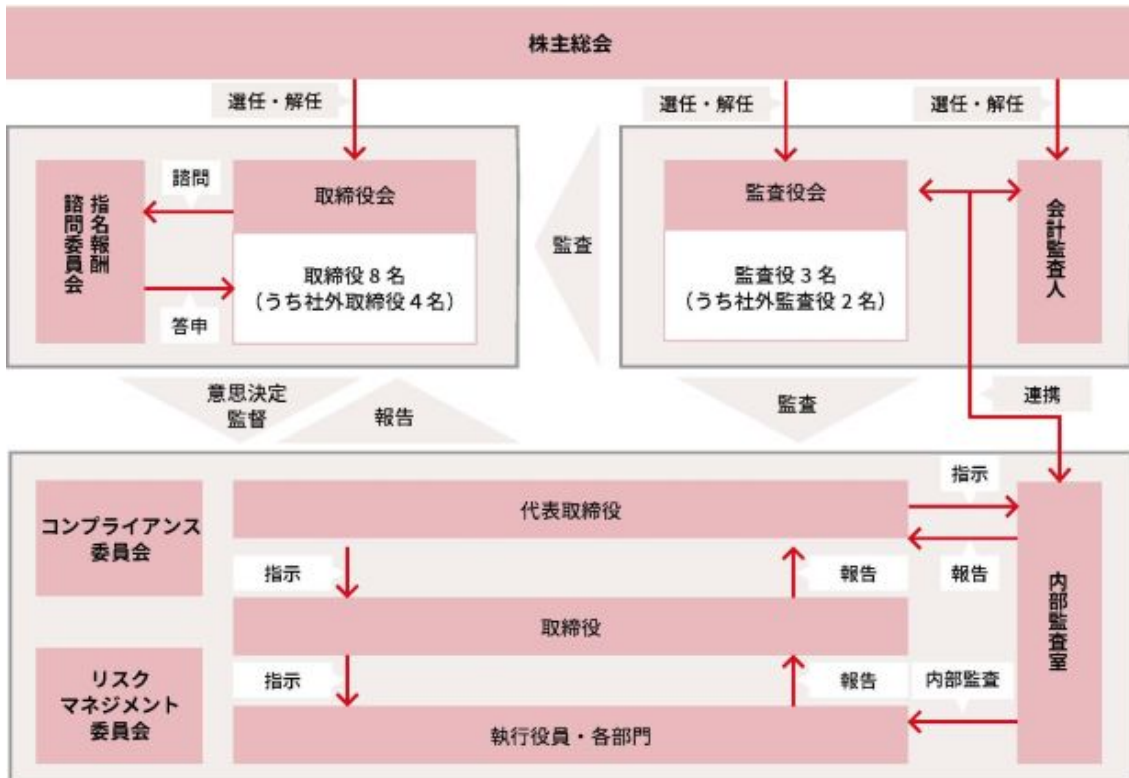 株主総会
選任・解任
選任・解任
選任・解任
指名報酬
諮問委員会
諮問
答申
取締役会
取締役8名
（うち社外取締役4名）
監査
監査役会
監査役3名
（うち社外監査役2名）
会計監査人
意思決定
監督
報告
監査
連携
コンプライアンス
委員会
リスク
マネジメント
委員会
代表取締役
指示
報告
指示
報告
取締役
指示
報告
内部監査
執行役員・各部門
内部監査室